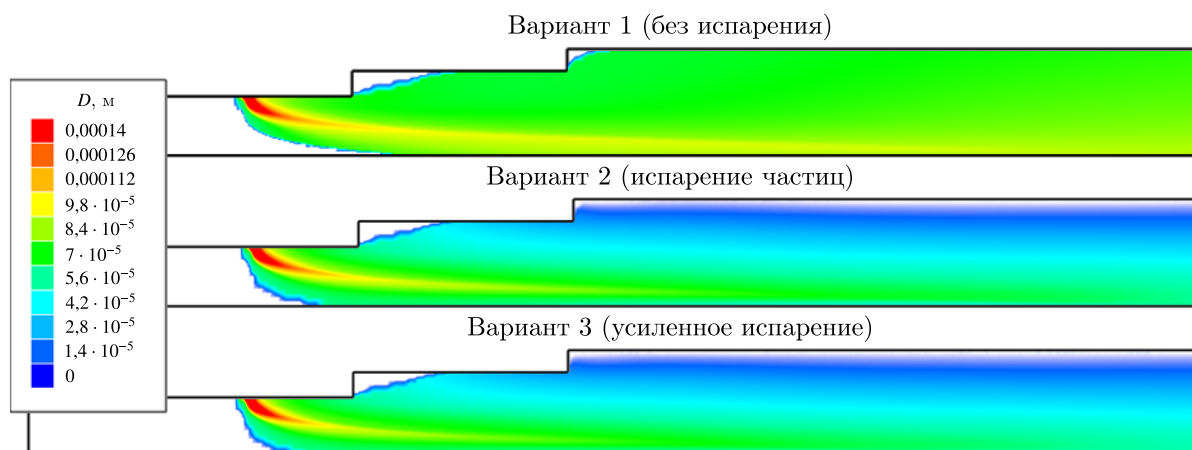 Вариант 1 (без испарения)
D, м
0,00014
0,000126
0,000112
9,8 · 10⁻⁵
8,4 · 10⁻⁵
7 · 10⁻⁵
5,6 · 10⁻⁵
4,2 · 10⁻⁵
2,8 · 10⁻⁵
1,4 · 10⁻⁵
0
Вариант 2 (испарение частиц)
Вариант 3 (усиленное испарение)